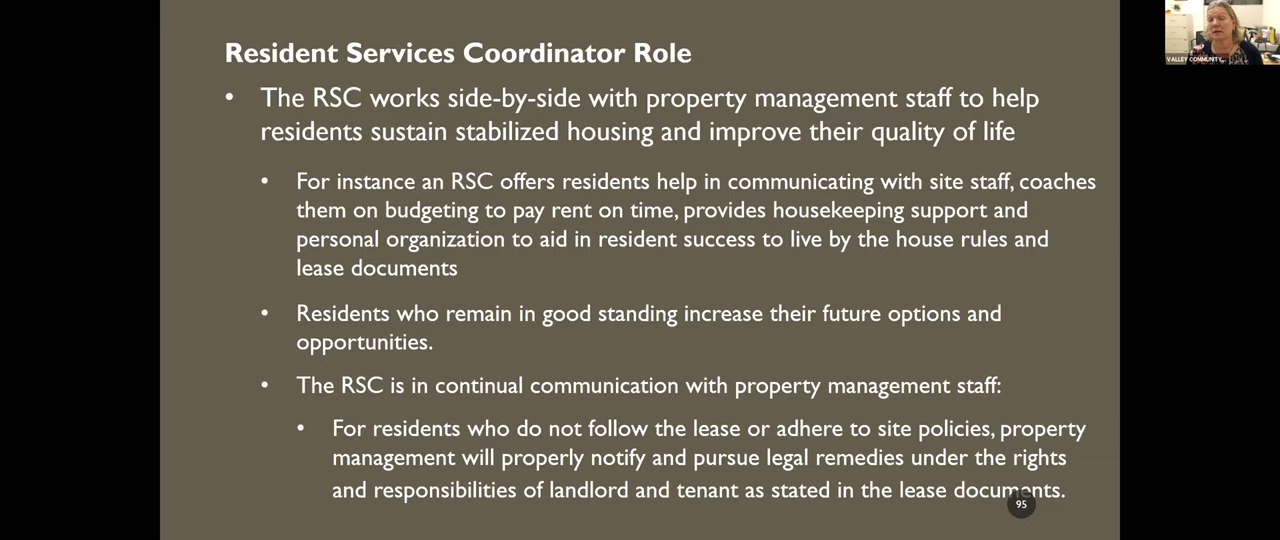 Resident Services Coordinator Role
• The RSC works side-by-side with property management staff to help
residents sustain stabilized housing and improve their quality of life
• For instance an RSC offers residents help in communicating with site staff, coaches
them on budgeting to pay rent on time, provides housekeeping support and
personal organization to aid in resident success to live by the house rules and
lease documents
• Residents who remain in good standing increase their future options and
opportunities.
• The RSC is in continual communication with property management staff:
• For residents who do not follow the lease or adhere to site policies, property
management will properly notify and pursue legal remedies under the rights
and responsibilities of landlord and tenant as stated in the lease documents.
95
VALLEY COMMUNITY...